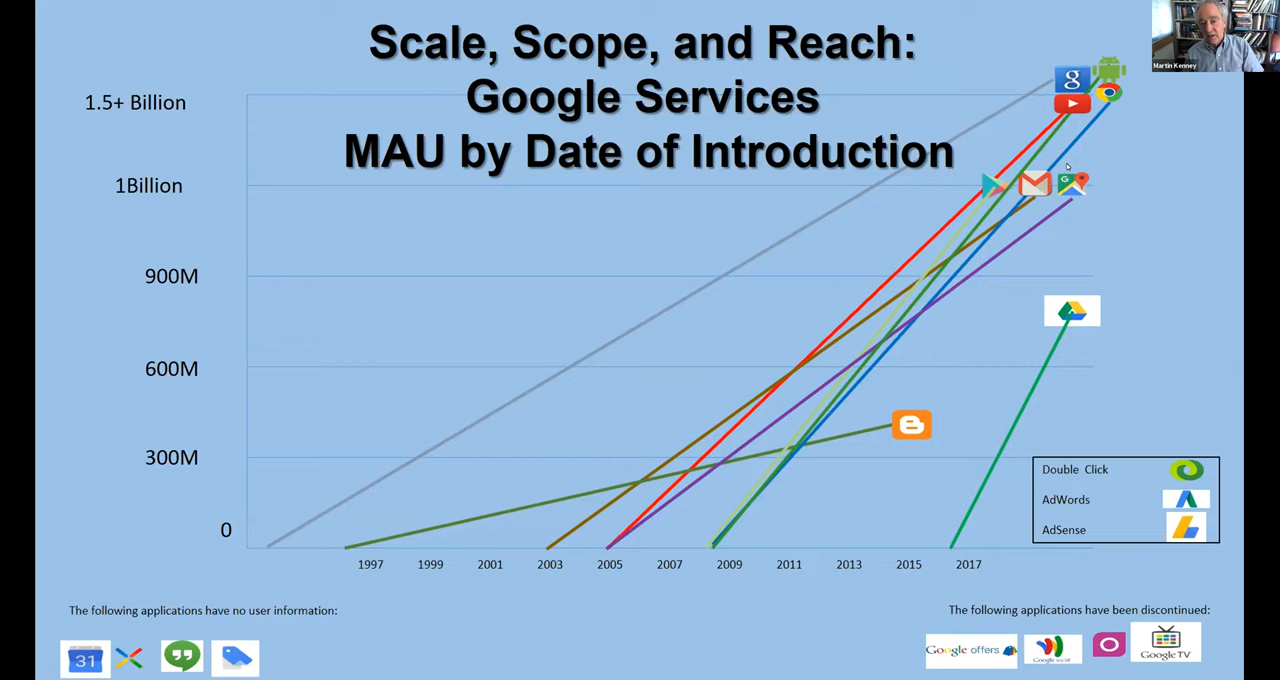 Scale, Scope, and Reach:
Google Services
MAU by Date of Introduction
Martin Kenney
1.5+ Billion
1Billion
900M
600M
300M
0
1997 1999 2001 2003 2005 2007 2009 2011 2013 2015 2017
Double Click
AdWords
AdSense
The following applications have no user information:
31
The following applications have been discontinued:
Google offers
Google wallet
Google TV